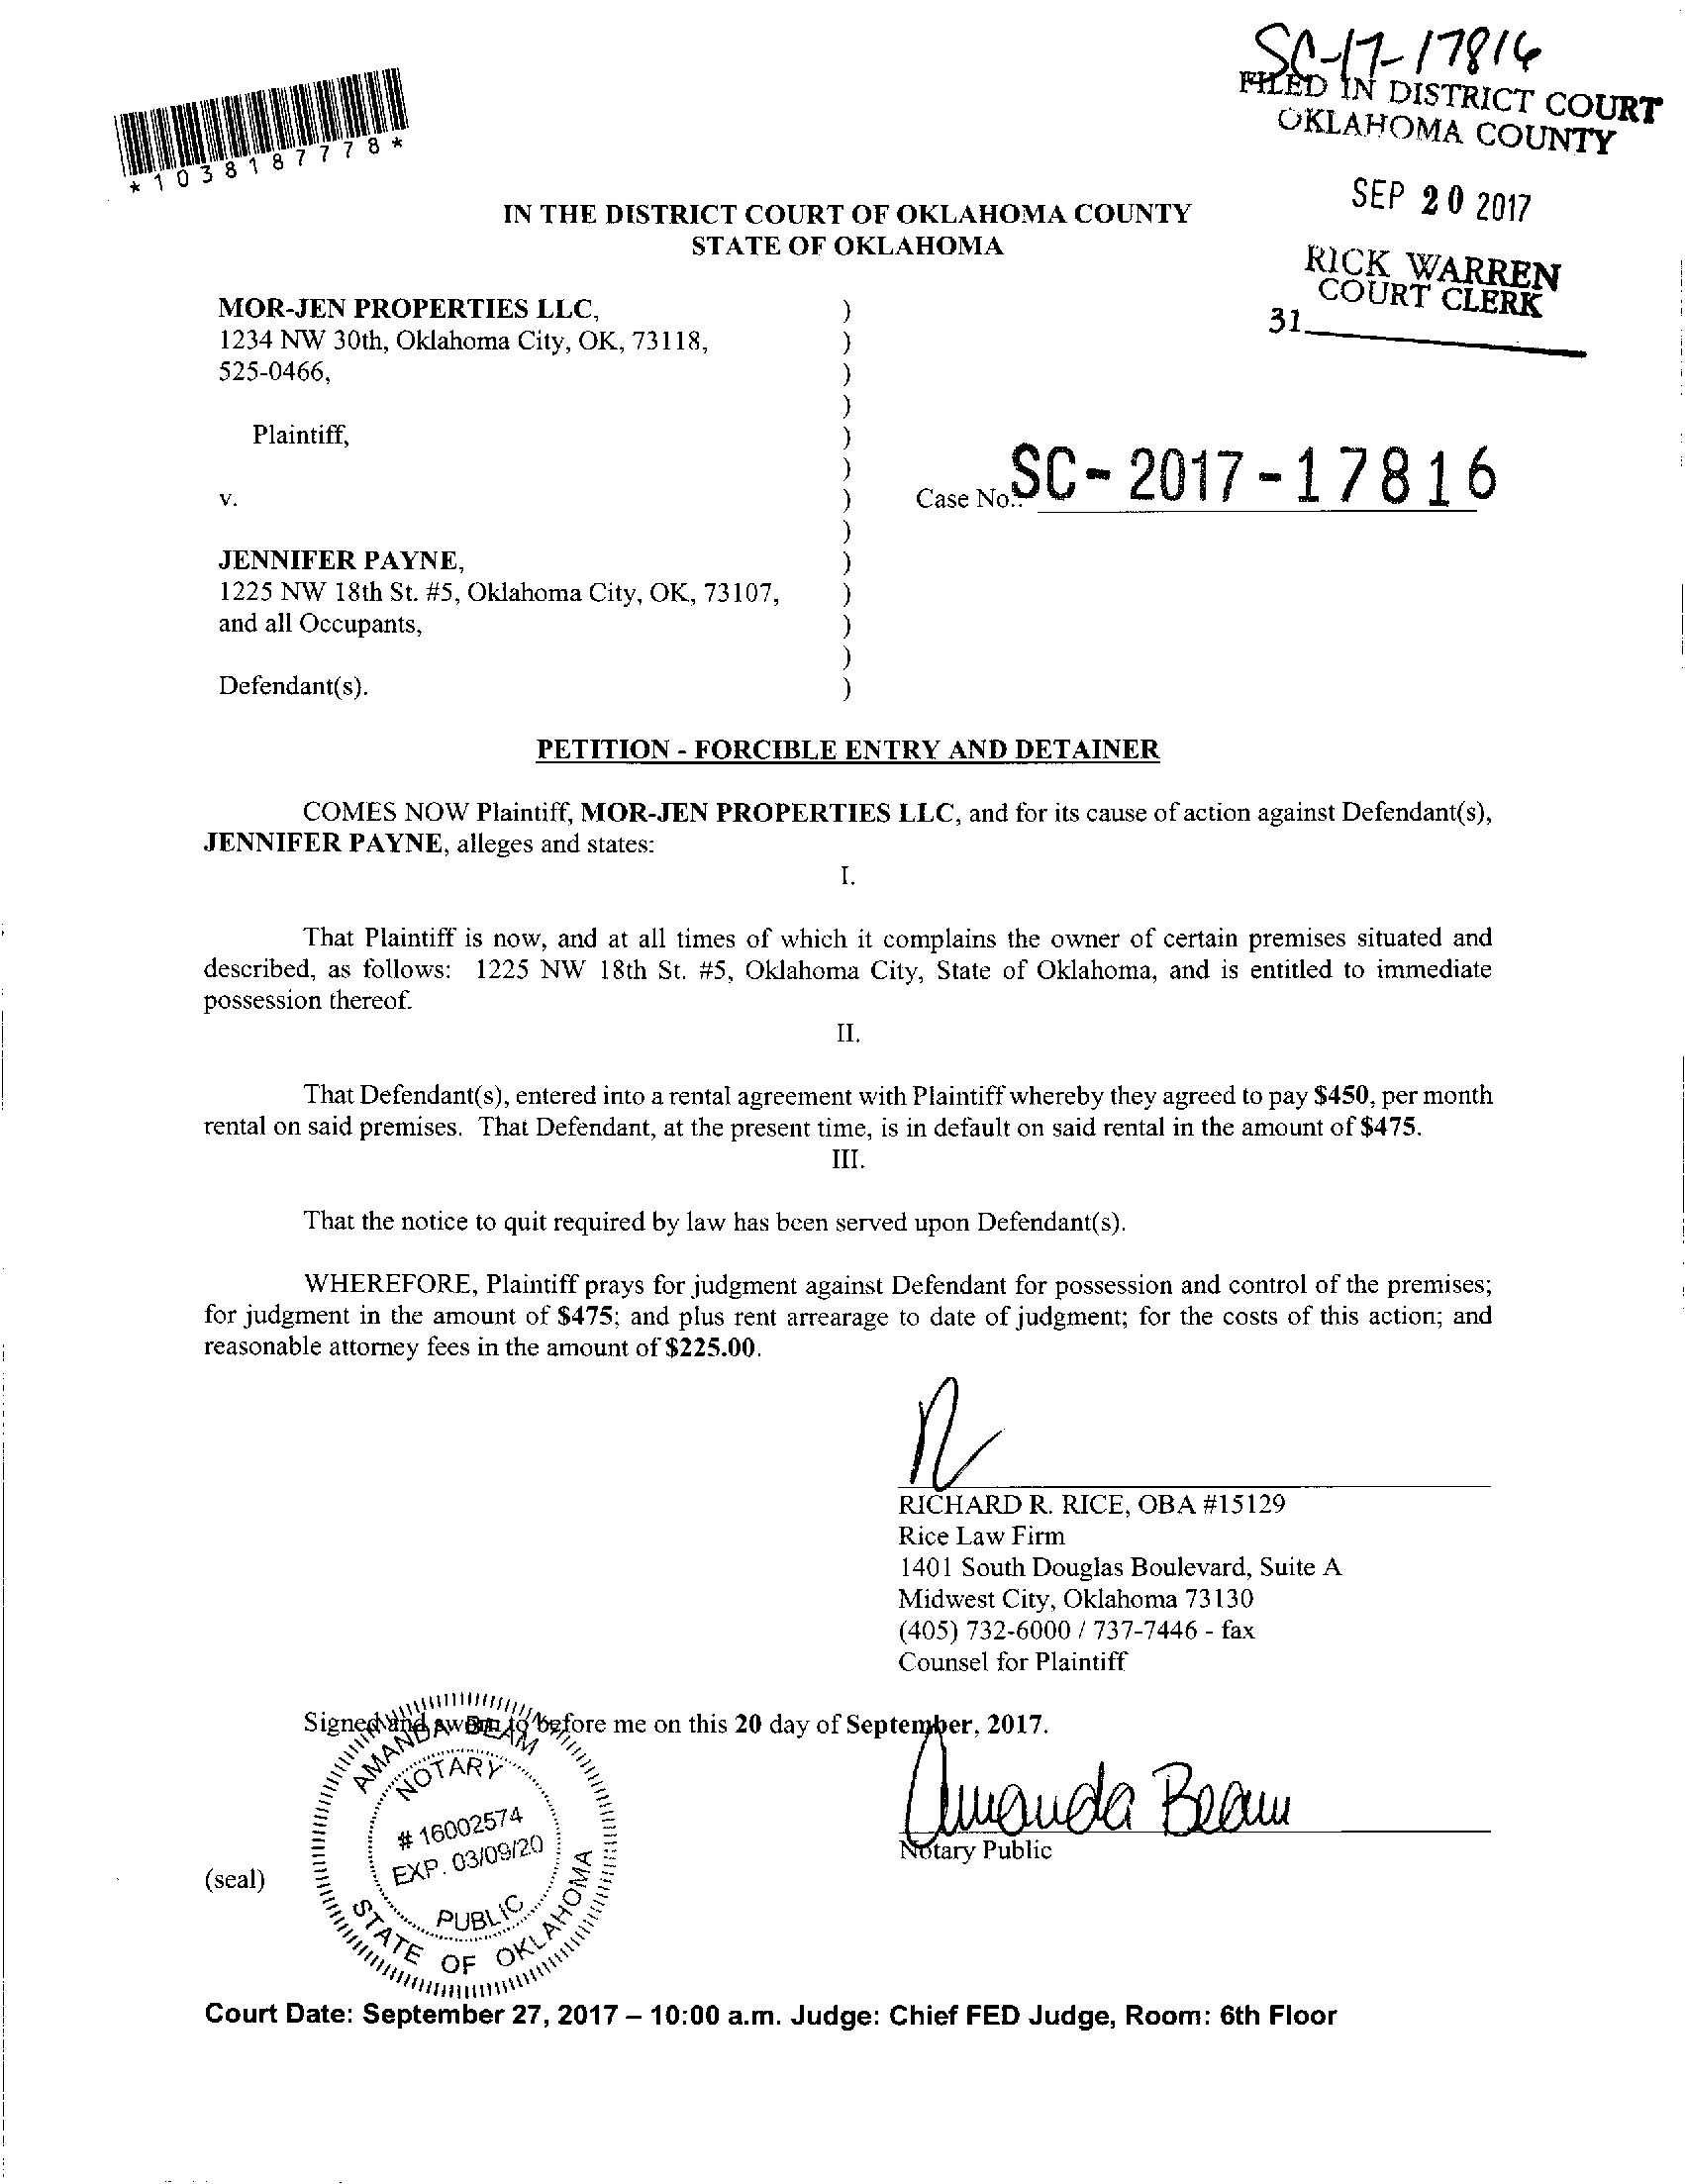 SC-17-17816
FILED IN DISTRICT COURT
OKLAHOMA COUNTY
*1038187778*
SEP 20 2017
RICK WARREN
COURT CLERK
31
IN THE DISTRICT COURT OF OKLAHOMA COUNTY
STATE OF OKLAHOMA
MOR-JEN PROPERTIES LLC, )
1234 NW 30th, Oklahoma City, OK, 73118, )
525-0466, )
)
Plaintiff, )
)
v. ) Case No.: SC-2017-17816
)
JENNIFER PAYNE, )
1225 NW 18th St. #5, Oklahoma City, OK, 73107, )
and all Occupants, )
)
Defendant(s). )
PETITION - FORCIBLE ENTRY AND DETAINER
COMES NOW Plaintiff, MOR-JEN PROPERTIES LLC, and for its cause of action against Defendant(s),
JENNIFER PAYNE, alleges and states:
I.
That Plaintiff is now, and at all times of which it complains the owner of certain premises situated and
described, as follows: 1225 NW 18th St. #5, Oklahoma City, State of Oklahoma, and is entitled to immediate
possession thereof.
II.
That Defendant(s), entered into a rental agreement with Plaintiff whereby they agreed to pay $450, per month
rental on said premises. That Defendant, at the present time, is in default on said rental in the amount of $475.
III.
That the notice to quit required by law has been served upon Defendant(s).
WHEREFORE, Plaintiff prays for judgment against Defendant for possession and control of the premises;
for judgment in the amount of $475; and plus rent arrearage to date of judgment; for the costs of this action; and
reasonable attorney fees in the amount of $225.00.
RICHARD R. RICE, OBA #15129
Rice Law Firm
1401 South Douglas Boulevard, Suite A
Midwest City, Oklahoma 73130
(405) 732-6000 / 737-7446 - fax
Counsel for Plaintiff
Signed and sworn to before me on this 20 day of September, 2017.
Amanda Beam
Notary Public
(seal)
AMANDA BEAM
NOTARY
# 16002574
EXP. 03/09/20
PUBLIC
STATE OF OKLAHOMA
Court Date: September 27, 2017 – 10:00 a.m. Judge: Chief FED Judge, Room: 6th Floor